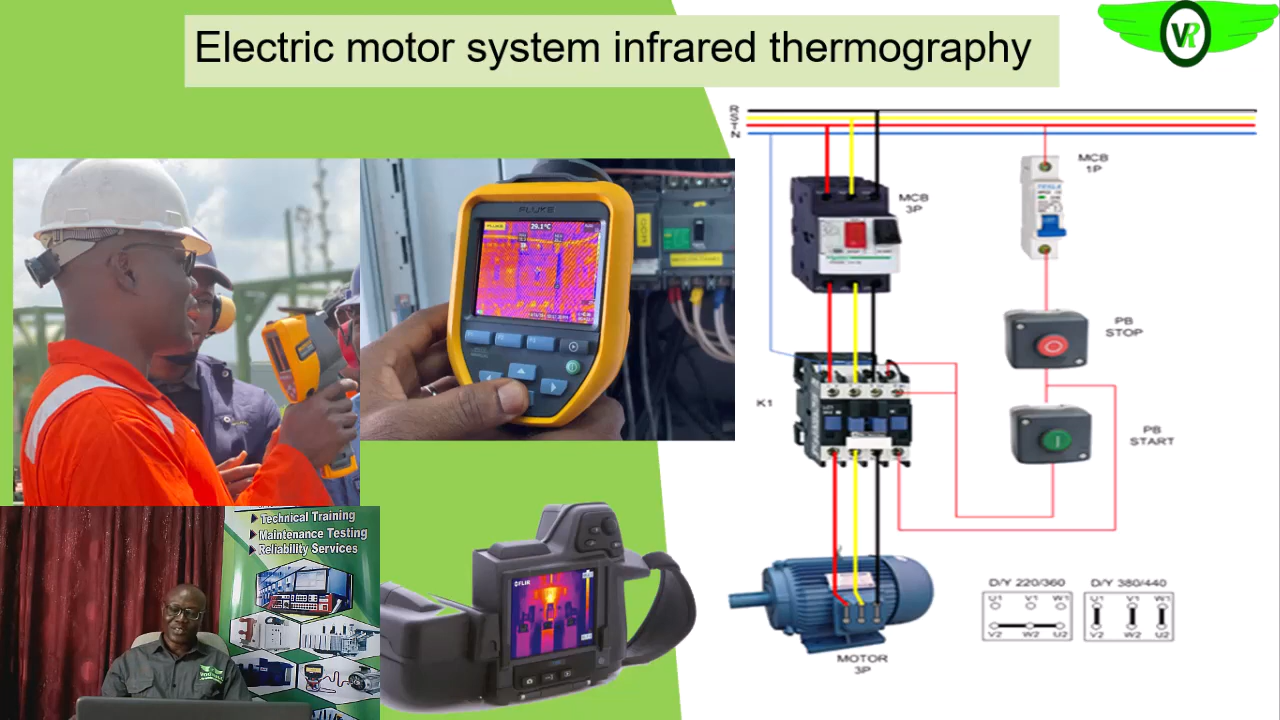 Electric motor system infrared thermography
VR
R
S
T
N
MCB
3P
MCB
1P
PB
STOP
K1
PB
START
FLUKE
29.1°C
FLIR
Technical Training
Maintenance Testing
Reliability Services
MOTOR
3P
D/Y 220/360
U1 V1 W1
V2 W2 U2
D/Y 380/440
U1 V1 W1
V2 W2 U2